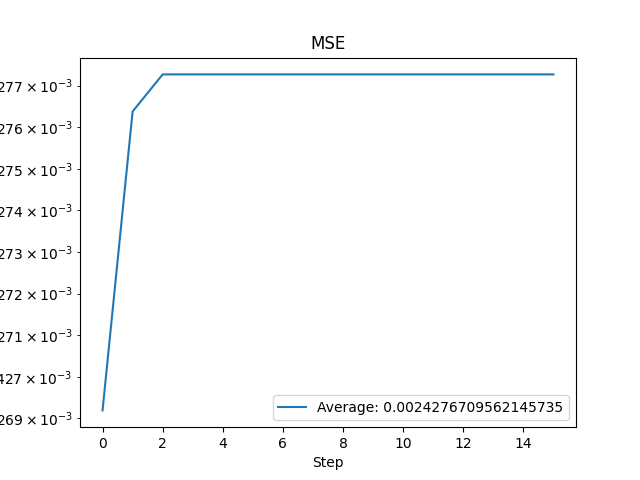 MSE
277 × 10⁻³
276 × 10⁻³
275 × 10⁻³
274 × 10⁻³
273 × 10⁻³
272 × 10⁻³
271 × 10⁻³
427 × 10⁻³
269 × 10⁻³
Average: 0.0024276709562145735
0 2 4 6 8 10 12 14
Step